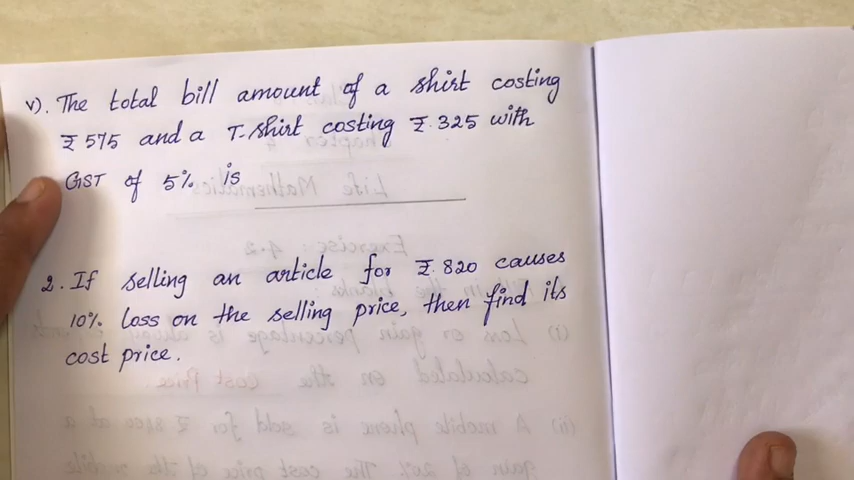 v). The total bill amount of a shirt costing
₹ 575 and a T-shirt costing ₹. 325 with
GST of 5% is
2. If selling an article for ₹. 820 causes
10% loss on the selling price, then find its
cost price.